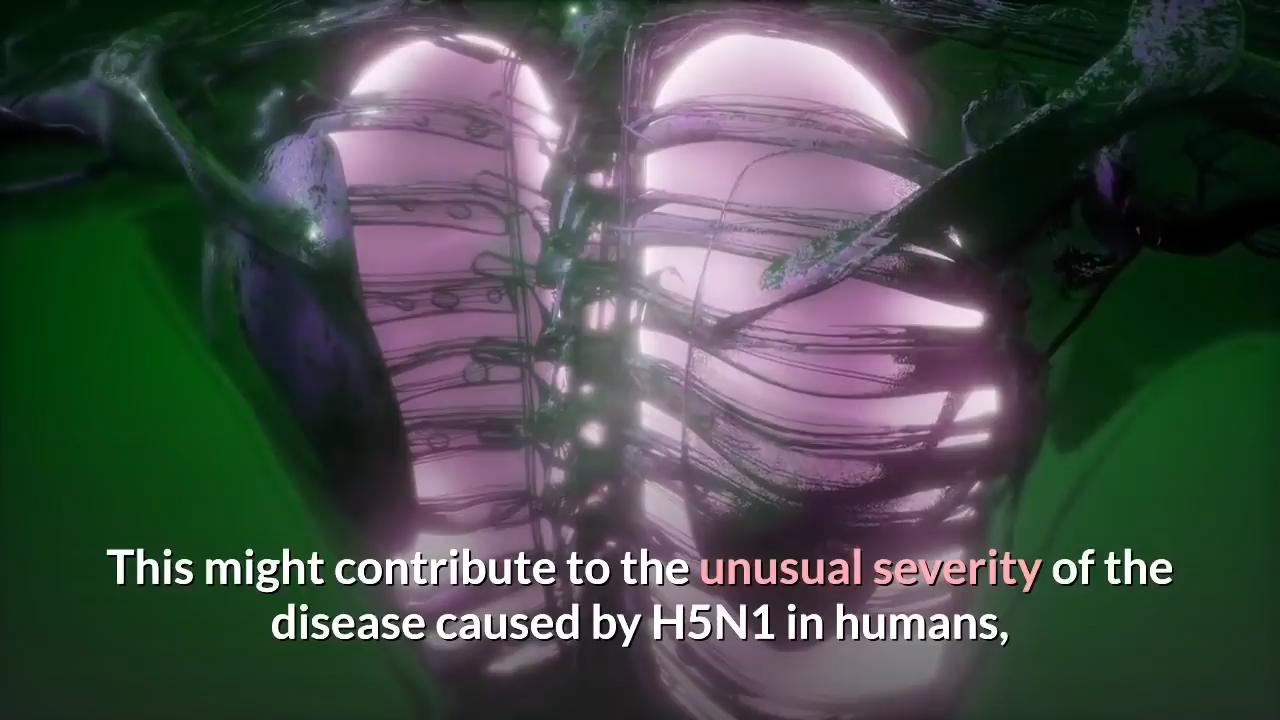 This might contribute to the unusual severity of the
disease caused by H5N1 in humans,